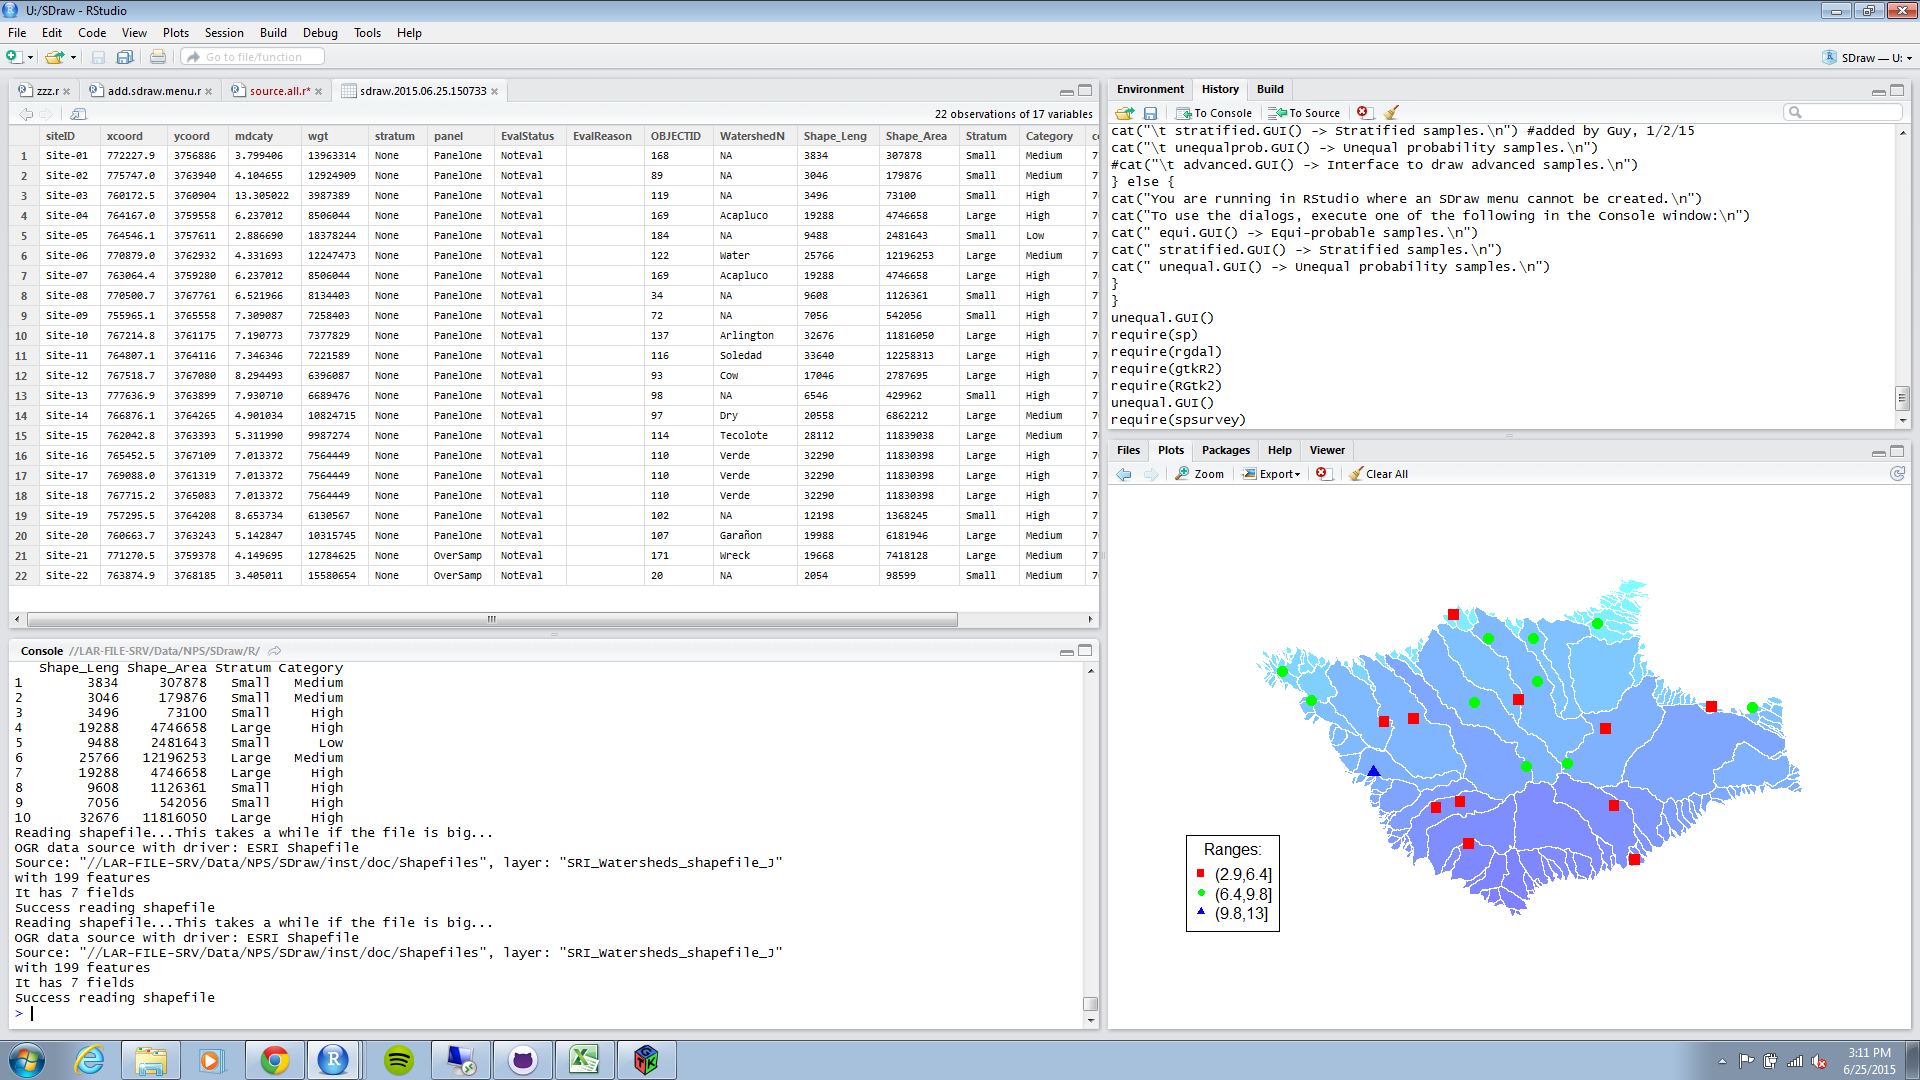 U:/SDraw - RStudio
File Edit Code View Plots Session Build Debug Tools Help
Go to file/function
SDraw — U:
zzz.r add.sdraw.menu.r source.all.r* sdraw.2015.06.25.150733
22 observations of 17 variables
siteID xcoord ycoord mdcaty wgt stratum panel EvalStatus EvalReason OBJECTID WatershedN Shape_Leng Shape_Area Stratum Category
1 Site-01 772227.9 3756886 3.799406 13963314 None PanelOne NotEval 168 NA 3834 307878 Small Medium
2 Site-02 775747.0 3763940 4.104655 12924909 None PanelOne NotEval 89 NA 3046 179876 Small Medium
3 Site-03 760172.5 3760904 13.305022 3987389 None PanelOne NotEval 119 NA 3496 73100 Small High
4 Site-04 764167.0 3759558 6.237012 8506044 None PanelOne NotEval 169 Acapluco 19288 4746658 Large High
5 Site-05 764546.1 3757611 2.886690 18378244 None PanelOne NotEval 184 NA 9488 2481643 Small Low
6 Site-06 770879.0 3762932 4.331693 12247473 None PanelOne NotEval 122 Water 25766 12196253 Large Medium
7 Site-07 763064.4 3759280 6.237012 8506044 None PanelOne NotEval 169 Acapluco 19288 4746658 Large High
8 Site-08 770500.7 3767761 6.521966 8134403 None PanelOne NotEval 34 NA 9608 1126361 Small High
9 Site-09 755965.1 3765558 7.309087 7258403 None PanelOne NotEval 72 NA 7056 542056 Small High
10 Site-10 767214.8 3761175 7.190773 7377829 None PanelOne NotEval 137 Arlington 32676 11816050 Large High
11 Site-11 764807.1 3764116 7.346346 7221589 None PanelOne NotEval 116 Soledad 33640 12258313 Large High
12 Site-12 767518.7 3767080 8.294493 6396087 None PanelOne NotEval 93 Cow 17046 2787695 Large High
13 Site-13 777636.9 3763899 7.930710 6689476 None PanelOne NotEval 98 NA 6546 429962 Small High
14 Site-14 766876.1 3764265 4.901034 10824715 None PanelOne NotEval 97 Dry 20558 6862212 Large Medium
15 Site-15 762042.8 3763393 5.311990 9987274 None PanelOne NotEval 114 Tecolote 28112 11839038 Large Medium
16 Site-16 765452.5 3767109 7.013372 7564449 None PanelOne NotEval 110 Verde 32290 11830398 Large High
17 Site-17 769088.0 3761319 7.013372 7564449 None PanelOne NotEval 110 Verde 32290 11830398 Large High
18 Site-18 767715.2 3765083 7.013372 7564449 None PanelOne NotEval 110 Verde 32290 11830398 Large High
19 Site-19 757295.5 3764208 8.653734 6130567 None PanelOne NotEval 102 NA 12198 1368245 Small High
20 Site-20 760663.7 3763243 5.142847 10315745 None PanelOne NotEval 107 Garañon 19988 6181946 Large Medium
21 Site-21 771270.5 3759378 4.149695 12784625 None OverSamp NotEval 171 Wreck 19668 7418128 Large Medium
22 Site-22 763874.9 3768185 3.405011 15580654 None OverSamp NotEval 20 NA 2054 98599 Small Medium
Console //LAR-FILE-SRV/Data/NPS/SDraw/R/
Shape_Leng Shape_Area Stratum Category
1 3834 307878 Small Medium
2 3046 179876 Small Medium
3 3496 73100 Small High
4 19288 4746658 Large High
5 9488 2481643 Small Low
6 25766 12196253 Large Medium
7 19288 4746658 Large High
8 9608 1126361 Small High
9 7056 542056 Small High
10 32676 11816050 Large High
Reading shapefile...This takes a while if the file is big...
OGR data source with driver: ESRI Shapefile
Source: "//LAR-FILE-SRV/Data/NPS/SDraw/inst/doc/Shapefiles", layer: "SRI_Watersheds_shapefile_J"
with 199 features
It has 7 fields
Success reading shapefile
Reading shapefile...This takes a while if the file is big...
OGR data source with driver: ESRI Shapefile
Source: "//LAR-FILE-SRV/Data/NPS/SDraw/inst/doc/Shapefiles", layer: "SRI_Watersheds_shapefile_J"
with 199 features
It has 7 fields
Success reading shapefile
>
Environment History Build
To Console To Source
cat("\t stratified.GUI() -> Stratified samples.\n") #added by Guy, 1/2/15
cat("\t unequalprob.GUI() -> Unequal probability samples.\n")
#cat("\t advanced.GUI() -> Interface to draw advanced samples.\n")
} else {
cat("You are running in RStudio where an SDraw menu cannot be created.\n")
cat("To use the dialogs, execute one of the following in the Console window:\n")
cat(" equi.GUI() -> Equi-probable samples.\n")
cat(" stratified.GUI() -> Stratified samples.\n")
cat(" unequal.GUI() -> Unequal probability samples.\n")
}
}
unequal.GUI()
require(sp)
require(rgdal)
require(gtkR2)
require(RGtk2)
unequal.GUI()
require(spsurvey)
Files Plots Packages Help Viewer
Zoom Export Clear All
Ranges:
(2.9,6.4]
(6.4,9.8]
(9.8,13]
3:11 PM
6/25/2015